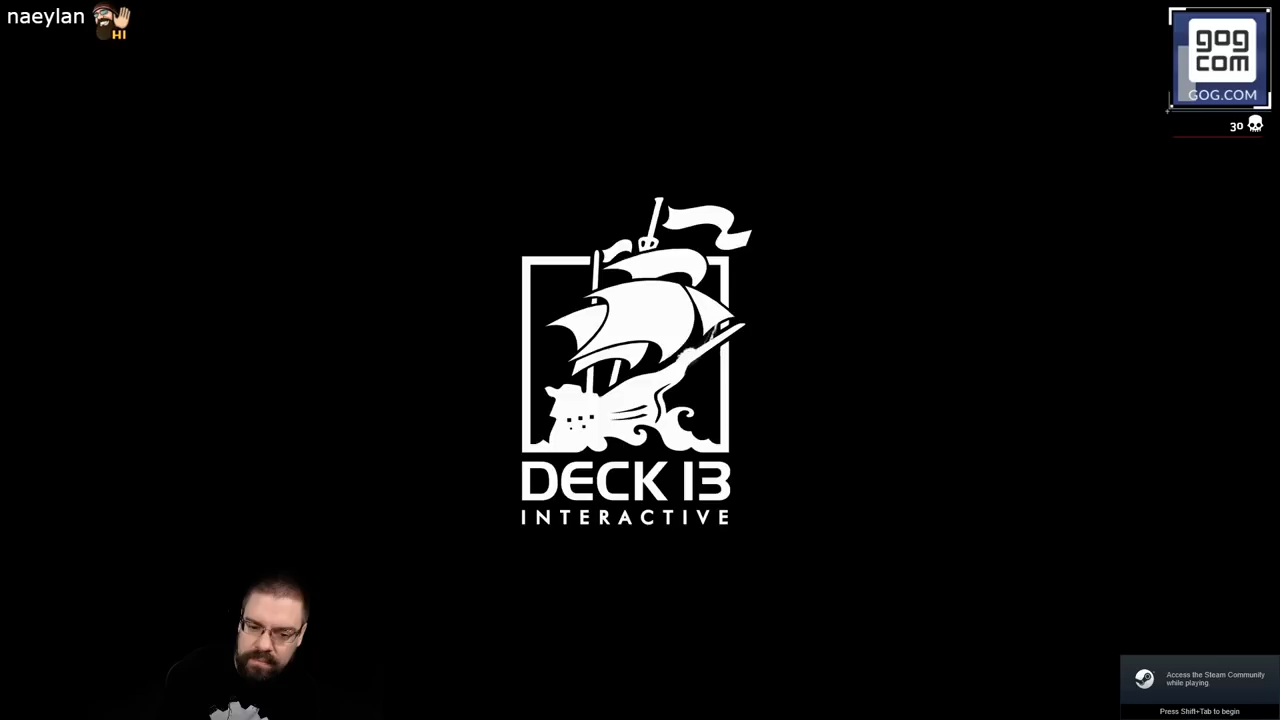 naeylan
HI
gog
com
GOG.COM
30
DECK 13
INTERACTIVE
Access the Steam Community
while playing
Press Shift+Tab to begin